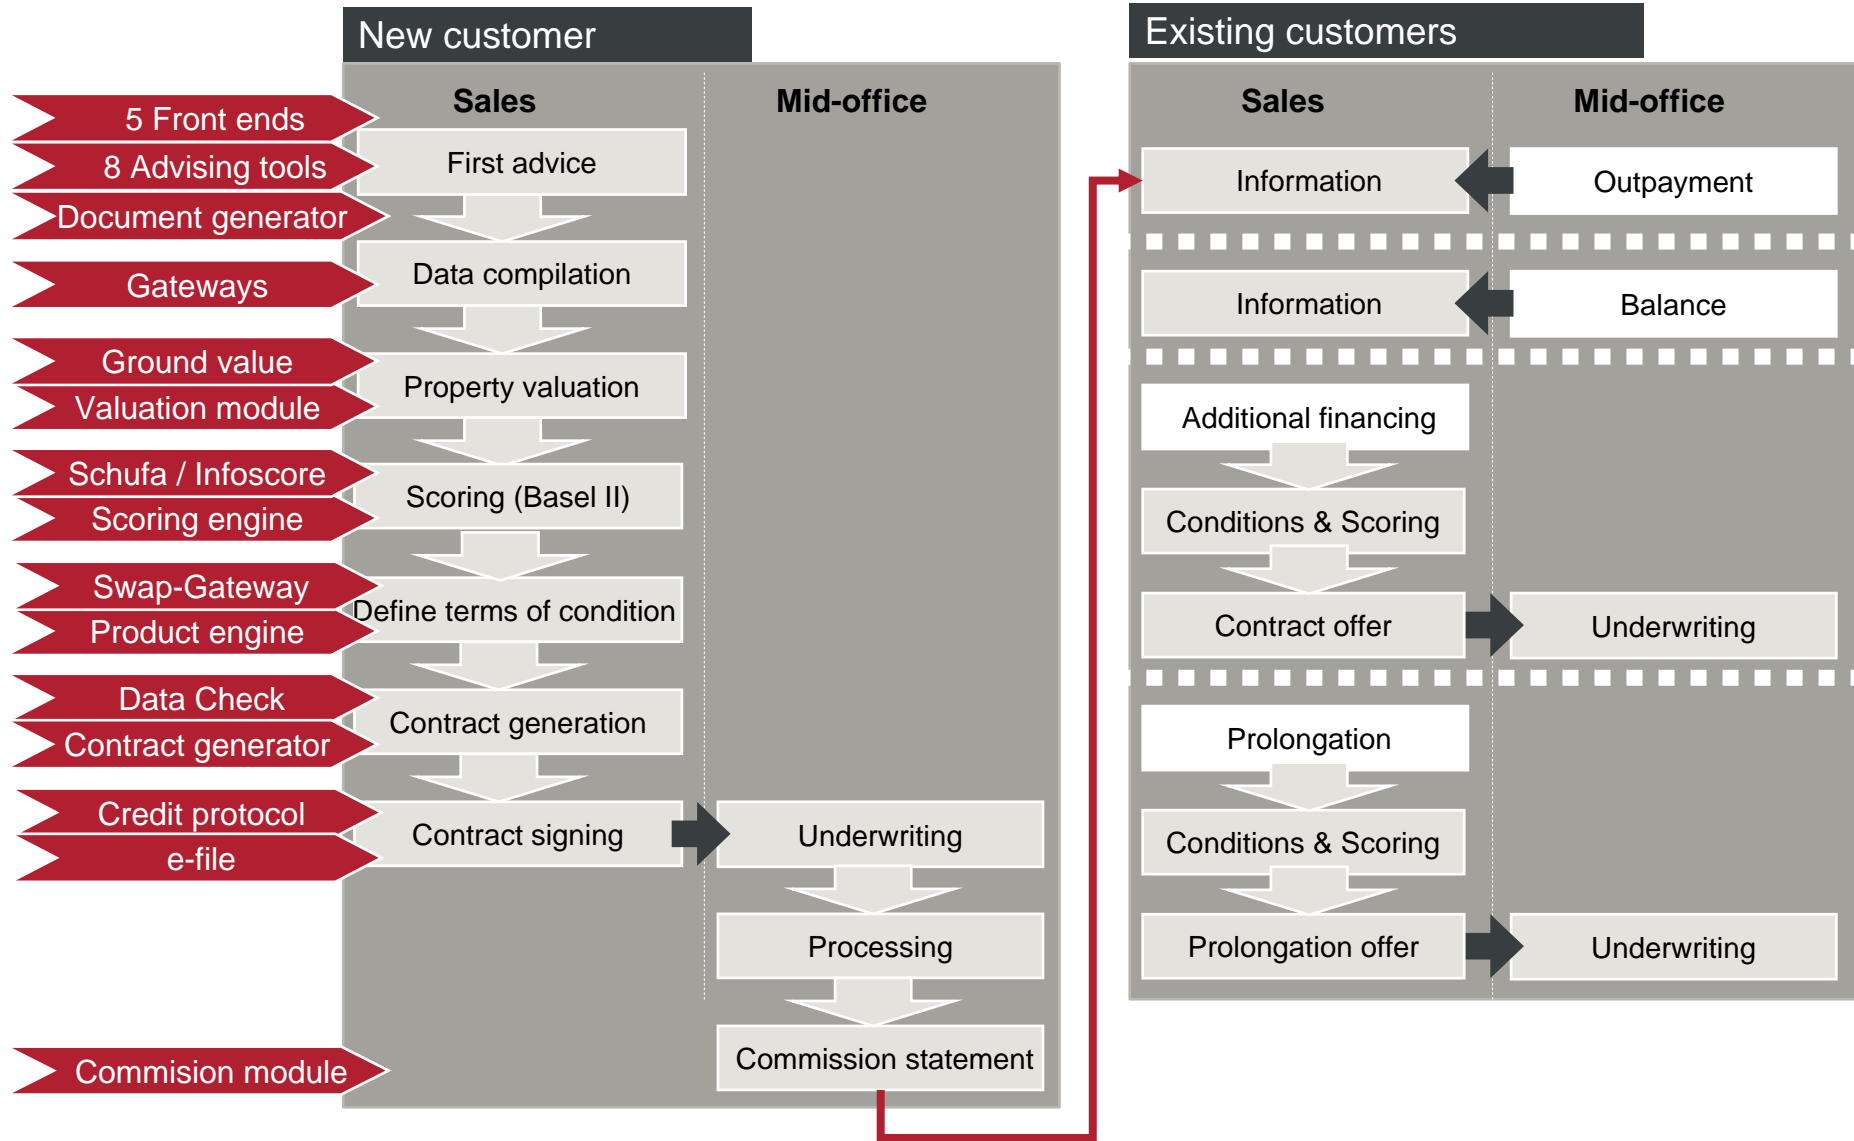 New customer
Existing customers
Sales
Mid-office
Sales
Mid-office
5 Front ends
8 Advising tools
Document generator
Gateways
Ground value
Valuation module
Schufa / Infoscore
Scoring engine
Swap-Gateway
Product engine
Data Check
Contract generator
Credit protocol
e-file
Commision module
First advice
Data compilation
Property valuation
Scoring (Basel II)
Define terms of condition
Contract generation
Contract signing
Underwriting
Processing
Commission statement
Information
Outpayment
Information
Balance
Additional financing
Conditions & Scoring
Contract offer
Underwriting
Prolongation
Conditions & Scoring
Prolongation offer
Underwriting